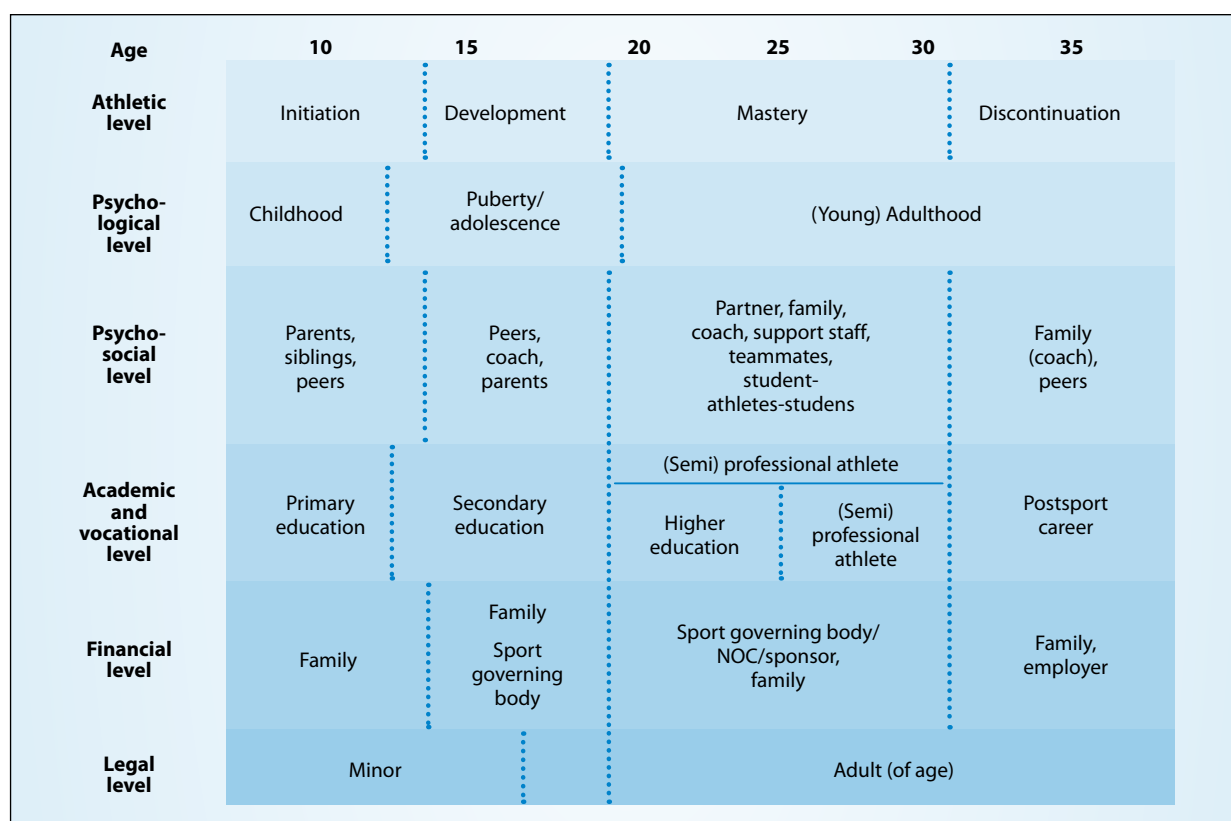 Age 10 15 20 25 30 35
Athletic
level
Initiation
Development
Mastery
Discontinuation
Psycho-
logical
level
Childhood
Puberty/
adolescence
(Young) Adulthood
Psycho-
social
level
Parents,
siblings,
peers
Peers,
coach,
parents
Partner, family,
coach, support staff,
teammates,
student-
athletes-studens
Family
(coach),
peers
Academic
and
vocational
level
Primary
education
Secondary
education
(Semi) professional athlete
Higher
education
(Semi)
professional
athlete
Postsport
career
Financial
level
Family
Family
Sport
governing
body
Sport governing body/
NOC/sponsor,
family
Family,
employer
Legal
level
Minor
Adult (of age)